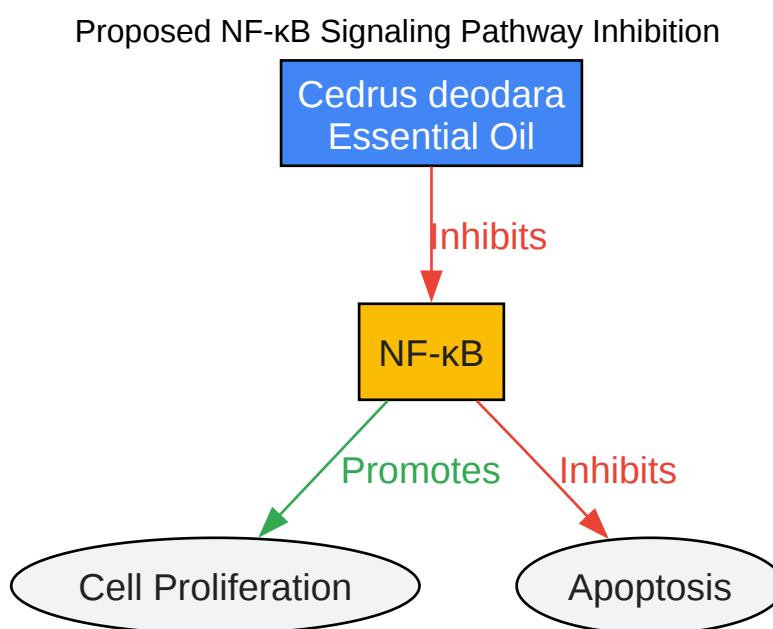 Proposed NF-κB Signaling Pathway Inhibition
Cedrus deodara
Essential Oil
Inhibits
NF-κB
Promotes
Inhibits
Cell Proliferation
Apoptosis